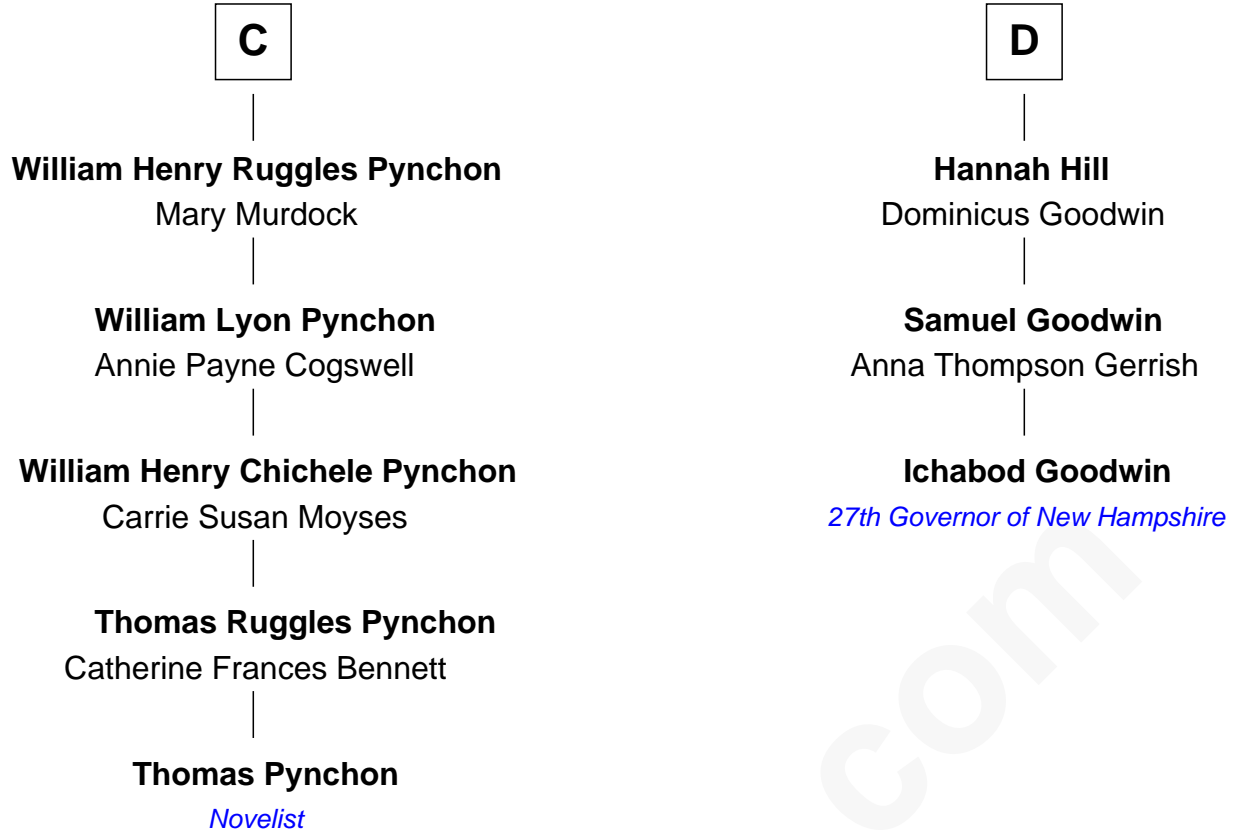 C
William Henry Ruggles Pynchon
Mary Murdock
William Lyon Pynchon
Annie Payne Cogswell
William Henry Chichele Pynchon
Carrie Susan Moyses
Thomas Ruggles Pynchon
Catherine Frances Bennett
Thomas Pynchon
Novelist
D
Hannah Hill
Dominicus Goodwin
Samuel Goodwin
Anna Thompson Gerrish
Ichabod Goodwin
27th Governor of New Hampshire
com